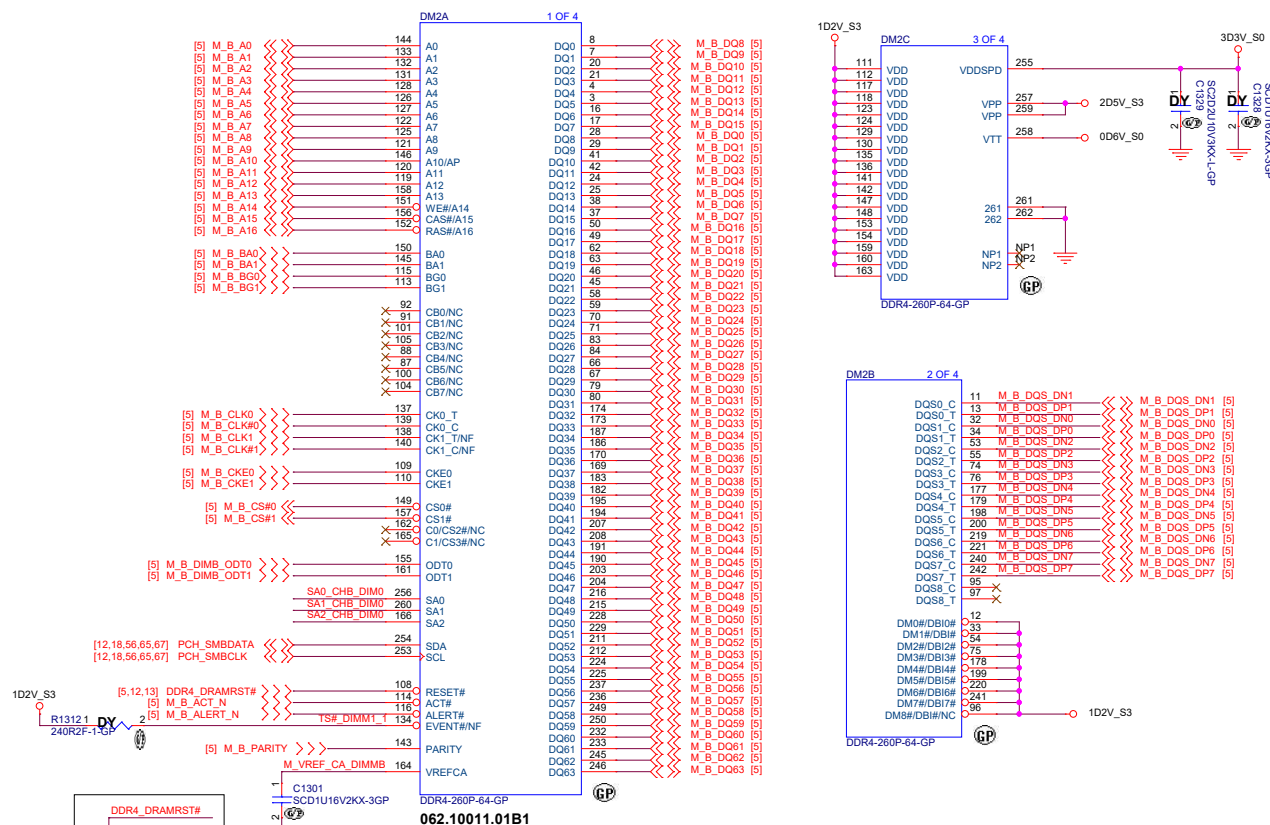 DM2A 1 OF 4
[5] M_B_A0 144 A0
[5] M_B_A1 133 A1
[5] M_B_A2 132 A2
[5] M_B_A3 131 A3
[5] M_B_A4 128 A4
[5] M_B_A5 126 A5
[5] M_B_A6 127 A6
[5] M_B_A7 122 A7
[5] M_B_A8 125 A8
[5] M_B_A9 121 A9
[5] M_B_A10 146 A10/AP
[5] M_B_A11 120 A11
[5] M_B_A12 119 A12
[5] M_B_A13 158 A13
[5] M_B_A14 151 WE#/A14
[5] M_B_A15 156 CAS#/A15
[5] M_B_A16 152 RAS#/A16
[5] M_B_BA0 150 BA0
[5] M_B_BA1 145 BA1
[5] M_B_BG0 115 BG0
[5] M_B_BG1 113 BG1
92 CB0/NC
91 CB1/NC
101 CB2/NC
105 CB3/NC
88 CB4/NC
87 CB5/NC
100 CB6/NC
104 CB7/NC
[5] M_B_CLK0 137 CK0_T
[5] M_B_CLK#0 139 CK0_C
[5] M_B_CLK1 138 CK1_T/NF
[5] M_B_CLK#1 140 CK1_C/NF
[5] M_B_CKE0 109 CKE0
[5] M_B_CKE1 110 CKE1
[5] M_B_CS#0 149 CS0#
[5] M_B_CS#1 157 CS1#
162 C0/CS2#/NC
165 C1/CS3#/NC
[5] M_B_DIMB_ODT0 155 ODT0
[5] M_B_DIMB_ODT1 161 ODT1
SA0_CHB_DIM0 256 SA0
SA1_CHB_DIM0 260 SA1
SA2_CHB_DIM0 166 SA2
[12,18,56,65,67] PCH_SMBDATA 254 SDA
[12,18,56,65,67] PCH_SMBCLK 253 SCL
[5,12,13] DDR4_DRAMRST# 108 RESET#
[5] M_B_ACT_N 114 ACT#
[5] M_B_ALERT_N 116 ALERT#
1D2V_S3
R1312 1 DY 2 TS#_DIMM1_1 134 EVENT#/NF
240R2F-1-GP
[5] M_B_PARITY 143 PARITY
M_VREF_CA_DIMMB 164 VREFCA
1 C1301
SCD1U16V2KX-3GP
2
DDR4_DRAMRST#
DQ0 8 M_B_DQ8 [5]
DQ1 7 M_B_DQ9 [5]
DQ2 20 M_B_DQ10 [5]
DQ3 21 M_B_DQ11 [5]
DQ4 4 M_B_DQ12 [5]
DQ5 3 M_B_DQ13 [5]
DQ6 16 M_B_DQ14 [5]
DQ7 17 M_B_DQ15 [5]
DQ8 28 M_B_DQ0 [5]
DQ9 29 M_B_DQ1 [5]
DQ10 41 M_B_DQ2 [5]
DQ11 42 M_B_DQ3 [5]
DQ12 24 M_B_DQ4 [5]
DQ13 25 M_B_DQ5 [5]
DQ14 38 M_B_DQ6 [5]
DQ15 37 M_B_DQ7 [5]
DQ16 50 M_B_DQ16 [5]
DQ17 49 M_B_DQ17 [5]
DQ18 62 M_B_DQ18 [5]
DQ19 63 M_B_DQ19 [5]
DQ20 46 M_B_DQ20 [5]
DQ21 45 M_B_DQ21 [5]
DQ22 58 M_B_DQ22 [5]
DQ23 59 M_B_DQ23 [5]
DQ24 70 M_B_DQ24 [5]
DQ25 71 M_B_DQ25 [5]
DQ26 83 M_B_DQ26 [5]
DQ27 84 M_B_DQ27 [5]
DQ28 66 M_B_DQ28 [5]
DQ29 67 M_B_DQ29 [5]
DQ30 79 M_B_DQ30 [5]
DQ31 80 M_B_DQ31 [5]
DQ32 174 M_B_DQ32 [5]
DQ33 173 M_B_DQ33 [5]
DQ34 187 M_B_DQ34 [5]
DQ35 186 M_B_DQ35 [5]
DQ36 170 M_B_DQ36 [5]
DQ37 169 M_B_DQ37 [5]
DQ38 183 M_B_DQ38 [5]
DQ39 182 M_B_DQ39 [5]
DQ40 195 M_B_DQ40 [5]
DQ41 194 M_B_DQ41 [5]
DQ42 207 M_B_DQ42 [5]
DQ43 208 M_B_DQ43 [5]
DQ44 191 M_B_DQ44 [5]
DQ45 190 M_B_DQ45 [5]
DQ46 203 M_B_DQ46 [5]
DQ47 204 M_B_DQ47 [5]
DQ48 216 M_B_DQ48 [5]
DQ49 215 M_B_DQ49 [5]
DQ50 228 M_B_DQ50 [5]
DQ51 229 M_B_DQ51 [5]
DQ52 211 M_B_DQ52 [5]
DQ53 212 M_B_DQ53 [5]
DQ54 224 M_B_DQ54 [5]
DQ55 225 M_B_DQ55 [5]
DQ56 237 M_B_DQ56 [5]
DQ57 236 M_B_DQ57 [5]
DQ58 249 M_B_DQ58 [5]
DQ59 250 M_B_DQ59 [5]
DQ60 232 M_B_DQ60 [5]
DQ61 233 M_B_DQ61 [5]
DQ62 245 M_B_DQ62 [5]
DQ63 246 M_B_DQ63 [5]
DDR4-260P-64-GP GP
062.10011.01B1
1D2V_S3
DM2C 3 OF 4
111 VDD
112 VDD
117 VDD
118 VDD
123 VDD
124 VDD
129 VDD
130 VDD
135 VDD
136 VDD
141 VDD
142 VDD
147 VDD
148 VDD
153 VDD
154 VDD
159 VDD
160 VDD
163 VDD
VDDSPD 255
3D3V_S0
VPP 257 2D5V_S3
VPP 259
VTT 258 0D6V_S0
261 261
262 262
NP1 NP1
NP2 NP2
GP
DDR4-260P-64-GP
1 DY 2
C1329
SC2D2U10V3KX-L-GP
1 DY 2
C1328
SCD1U16V2KX-3GP
DM2B 2 OF 4
DQS0_C 11 M_B_DQS_DN1 M_B_DQS_DN1 [5]
DQS0_T 13 M_B_DQS_DP1 M_B_DQS_DP1 [5]
DQS1_C 32 M_B_DQS_DN0 M_B_DQS_DN0 [5]
DQS1_T 34 M_B_DQS_DP0 M_B_DQS_DP0 [5]
DQS2_C 53 M_B_DQS_DN2 M_B_DQS_DN2 [5]
DQS2_T 55 M_B_DQS_DP2 M_B_DQS_DP2 [5]
DQS3_C 74 M_B_DQS_DN3 M_B_DQS_DN3 [5]
DQS3_T 76 M_B_DQS_DP3 M_B_DQS_DP3 [5]
DQS4_C 177 M_B_DQS_DN4 M_B_DQS_DN4 [5]
DQS4_T 179 M_B_DQS_DP4 M_B_DQS_DP4 [5]
DQS5_C 198 M_B_DQS_DN5 M_B_DQS_DN5 [5]
DQS5_T 200 M_B_DQS_DP5 M_B_DQS_DP5 [5]
DQS6_C 219 M_B_DQS_DN6 M_B_DQS_DN6 [5]
DQS6_T 221 M_B_DQS_DP6 M_B_DQS_DP6 [5]
DQS7_C 240 M_B_DQS_DN7 M_B_DQS_DN7 [5]
DQS7_T 242 M_B_DQS_DP7 M_B_DQS_DP7 [5]
DQS8_C 95
DQS8_T 97
DM0#/DBI0# 12
DM1#/DBI# 33
DM2#/DBI2# 54
DM3#/DBI3# 75
DM4#/DBI4# 178
DM5#/DBI5# 199
DM6#/DBI6# 220
DM7#/DBI7# 241
DM8#/DBI#/NC 96 1D2V_S3
GP
DDR4-260P-64-GP